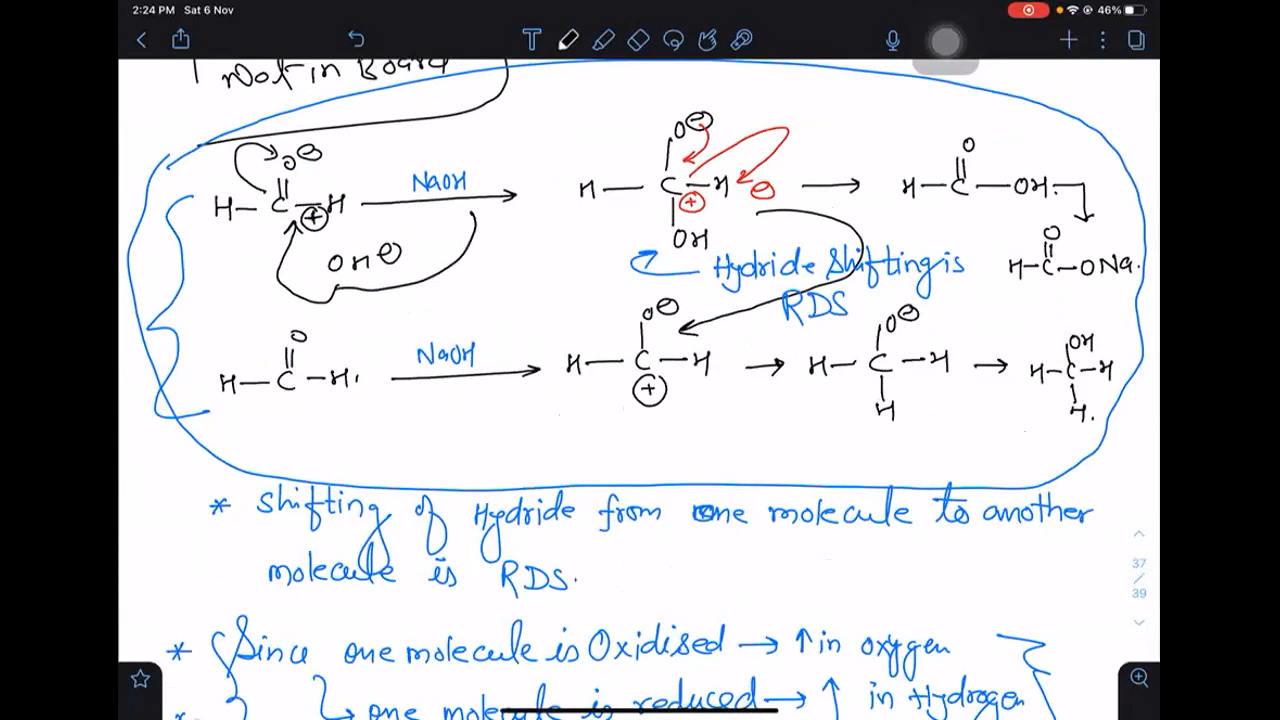 2:24 PM Sat 6 Nov 46%
Not in Board
O⊖
H-C-H
⊕
NaOH
OH⊖
O⊖
H-C-H
⊕ ⊖
OH
O
H-C-OH.
O
H-C-ONa.
Hydride Shifting is
RDS
O
H-C-H.
NaOH
O⊖
H-C-H
⊕
O⊖
H-C-H
H
OH
H-C-H
H.
* Shifting of Hydride from one molecule to another
molecule is RDS.
37
/
39
* Since one molecule is Oxidised → ↑ in oxygen
↳ one molecule is reduced → ↑ in Hydrogen